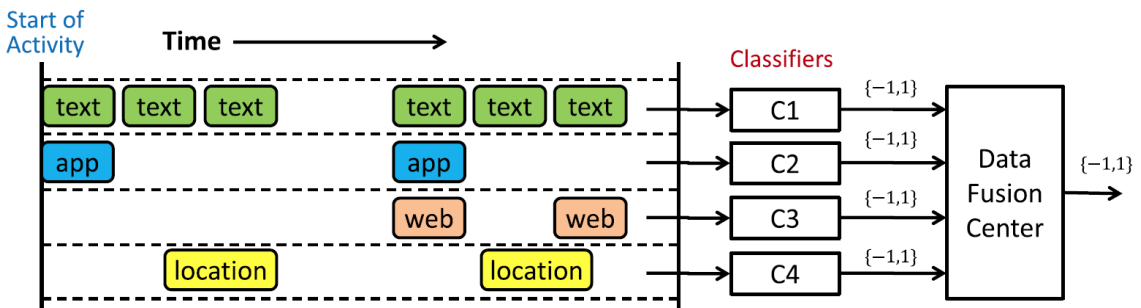 Start of
Activity
Time
Classifiers
text text text text text text
C1
{−1,1}
app app
C2
{−1,1}
web web
C3
{−1,1}
location location
C4
{−1,1}
Data
Fusion
Center
{−1,1}